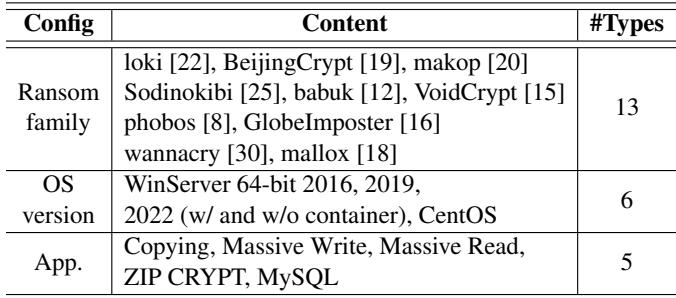 Config Content #Types
loki [22], BeijingCrypt [19], makop [20]
Ransom Sodinokibi [25], babuk [12], VoidCrypt [15] 13
family phobos [8], GlobeImposter [16]
wannacry [30], mallox [18]
OS WinServer 64-bit 2016, 2019, 6
version 2022 (w/ and w/o container), CentOS
App. Copying, Massive Write, Massive Read, 5
ZIP CRYPT, MySQL